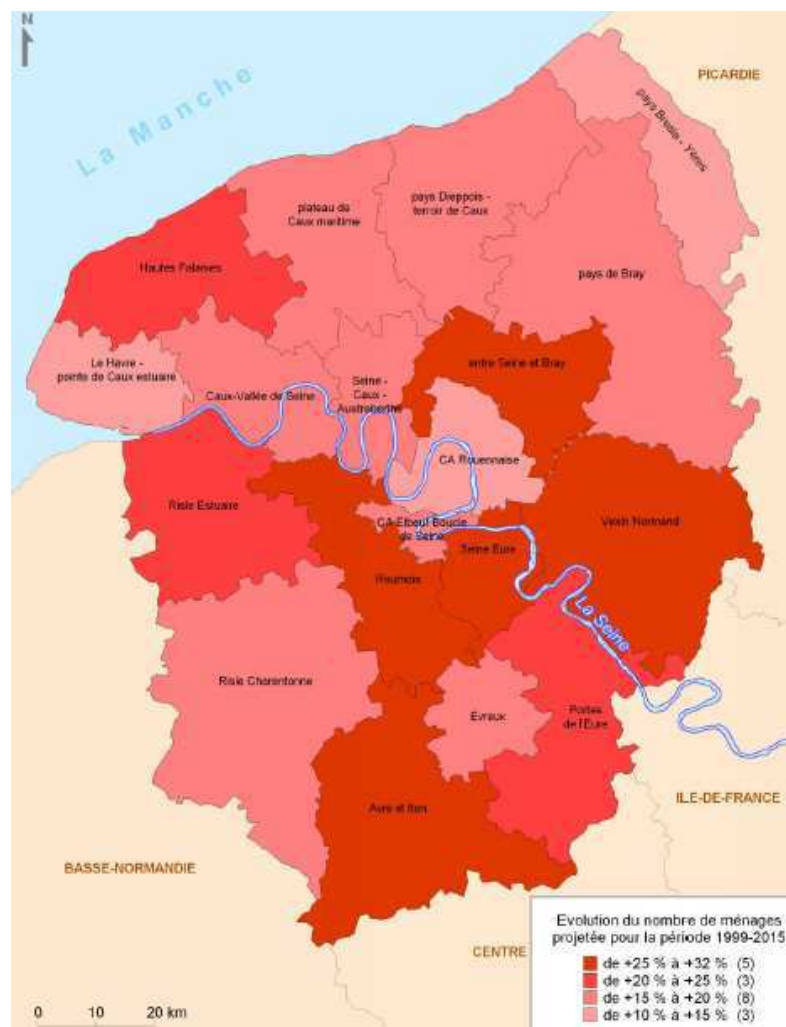 N
PICARDIE
La Manche
pays Bresle - Yères
pays Dieppois -
terroir de Caux
plateau de
Caux maritime
Hautes Falaises
pays de Bray
Le Havre -
pointe de Caux estuaire
entre Seine et Bray
Seine -
Caux -
Austreberthe
Caux-Vallée de Seine
CA Rouennaise
Risle Estuaire
CA Elbeuf Boucle
de Seine
Vexin Normand
Seine Eure
Roumois
La Seine
Risle Charentonne
Evreux
Portes
de l'Eure
ILE-DE-FRANCE
Avre et Iton
BASSE-NORMANDIE
CENTRE
Evolution du nombre de ménages
projetée pour la période 1999-2015
de +25 % à +32 % (5)
de +20 % à +25 % (3)
de +15 % à +20 % (8)
de +10 % à +15 % (3)
0 10 20 km